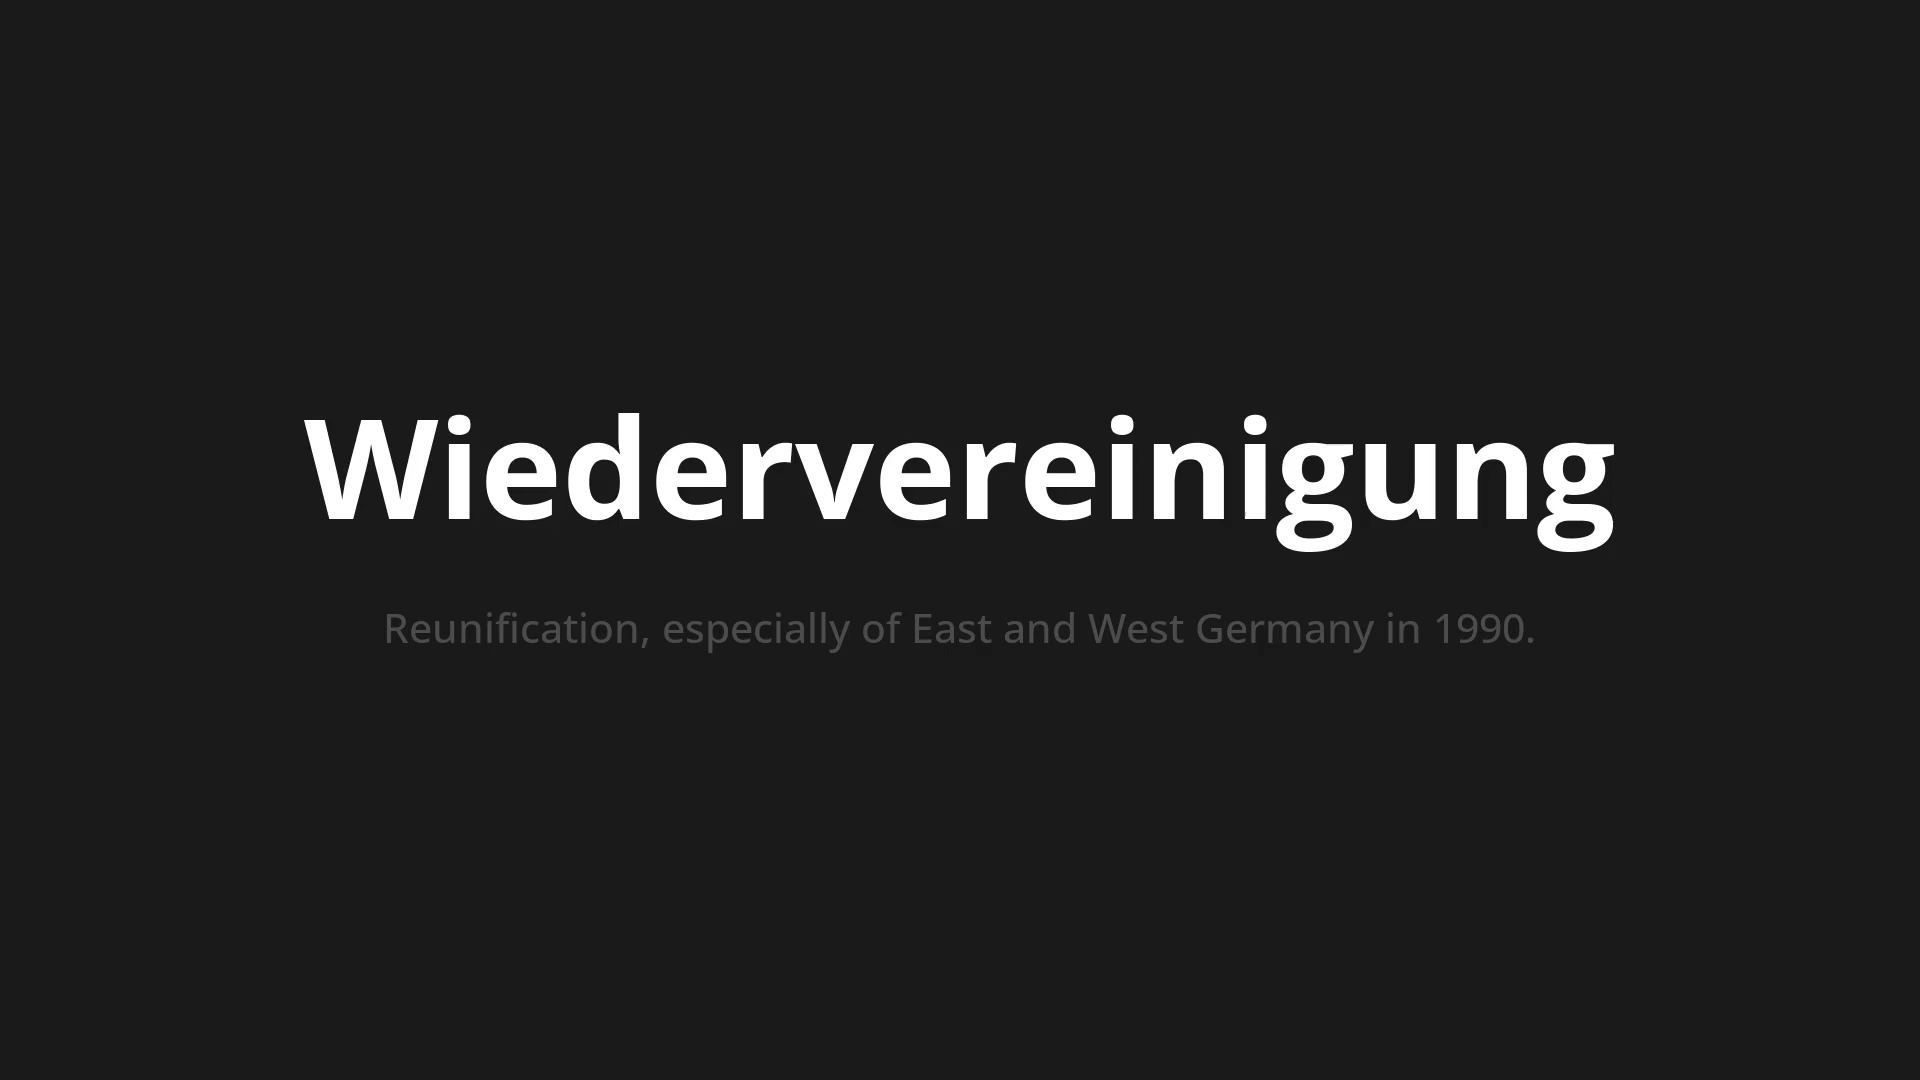 Wiedervereinigung
Reunification, especially of East and West Germany in 1990.